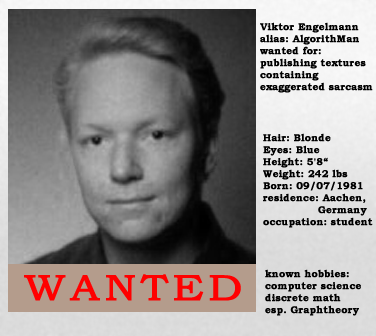 Viktor Engelmann
alias: AlgorithMan
wanted for:
publishing textures
containing
exaggerated sarcasm
Hair: Blonde
Eyes: Blue
Height: 5'8“
Weight: 242 lbs
Born: 09/07/1981
residence: Aachen,
Germany
occupation: student
WANTED
known hobbies:
computer science
discrete math
esp. Graphtheory